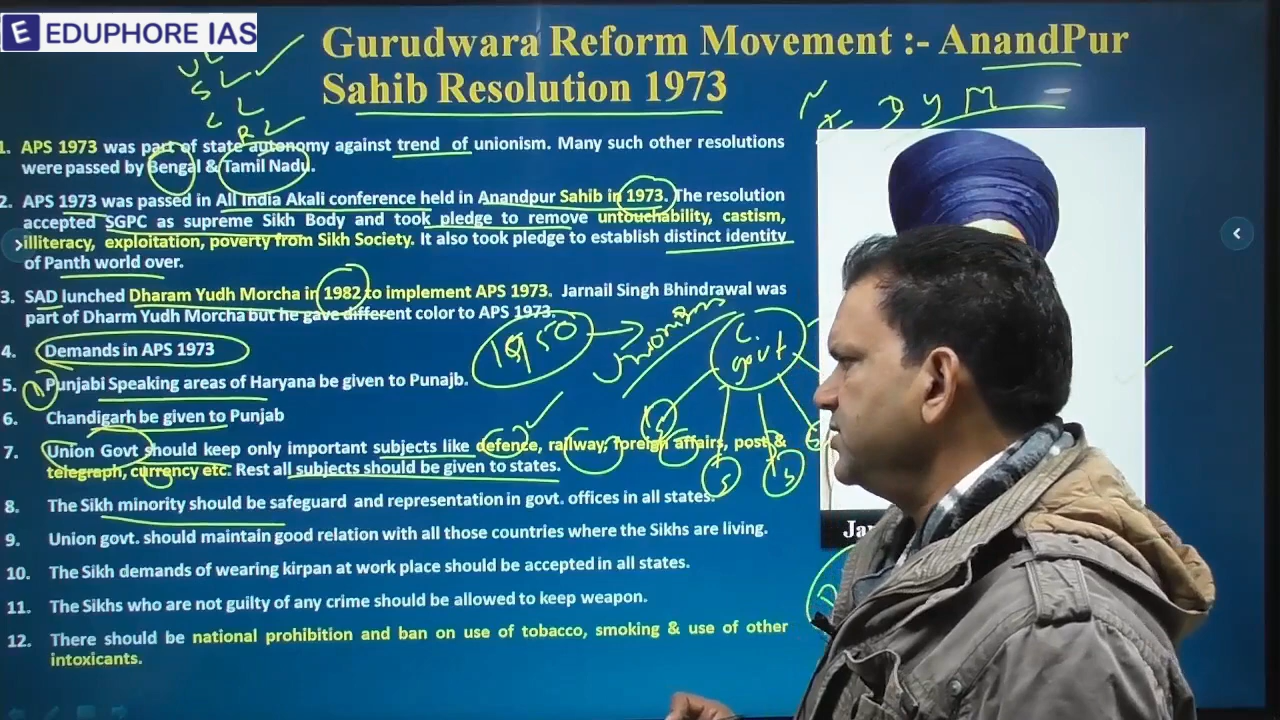 EDUPHORE IAS
Gurudwara Reform Movement :- AnandPur
Sahib Resolution 1973
1. APS 1973 was part of state autonomy against trend of unionism. Many such other resolutions
were passed by Bengal & Tamil Nadu.
2. APS 1973 was passed in All India Akali conference held in Anandpur Sahib in 1973. The resolution
accepted SGPC as supreme Sikh Body and took pledge to remove untouchability, castism,
illiteracy, exploitation, poverty from Sikh Society. It also took pledge to establish distinct identity
of Panth world over.
3. SAD lunched Dharam Yudh Morcha in 1982 to implement APS 1973. Jarnail Singh Bhindrawal was
part of Dharm Yudh Morcha but he gave different color to APS 1973.
1950
unionism
C. govt
4. Demands in APS 1973
5. Punjabi Speaking areas of Haryana be given to Punajb.
6. Chandigarh be given to Punjab
7. Union Govt should keep only important subjects like defence, railway, foreign affairs, post &
telegraph, currency etc. Rest all subjects should be given to states.
8. The Sikh minority should be safeguard and representation in govt. offices in all states.
9. Union govt. should maintain good relation with all those countries where the Sikhs are living.
10. The Sikh demands of wearing kirpan at work place should be accepted in all states.
11. The Sikhs who are not guilty of any crime should be allowed to keep weapon.
12. There should be national prohibition and ban on use of tobacco, smoking & use of other
intoxicants.